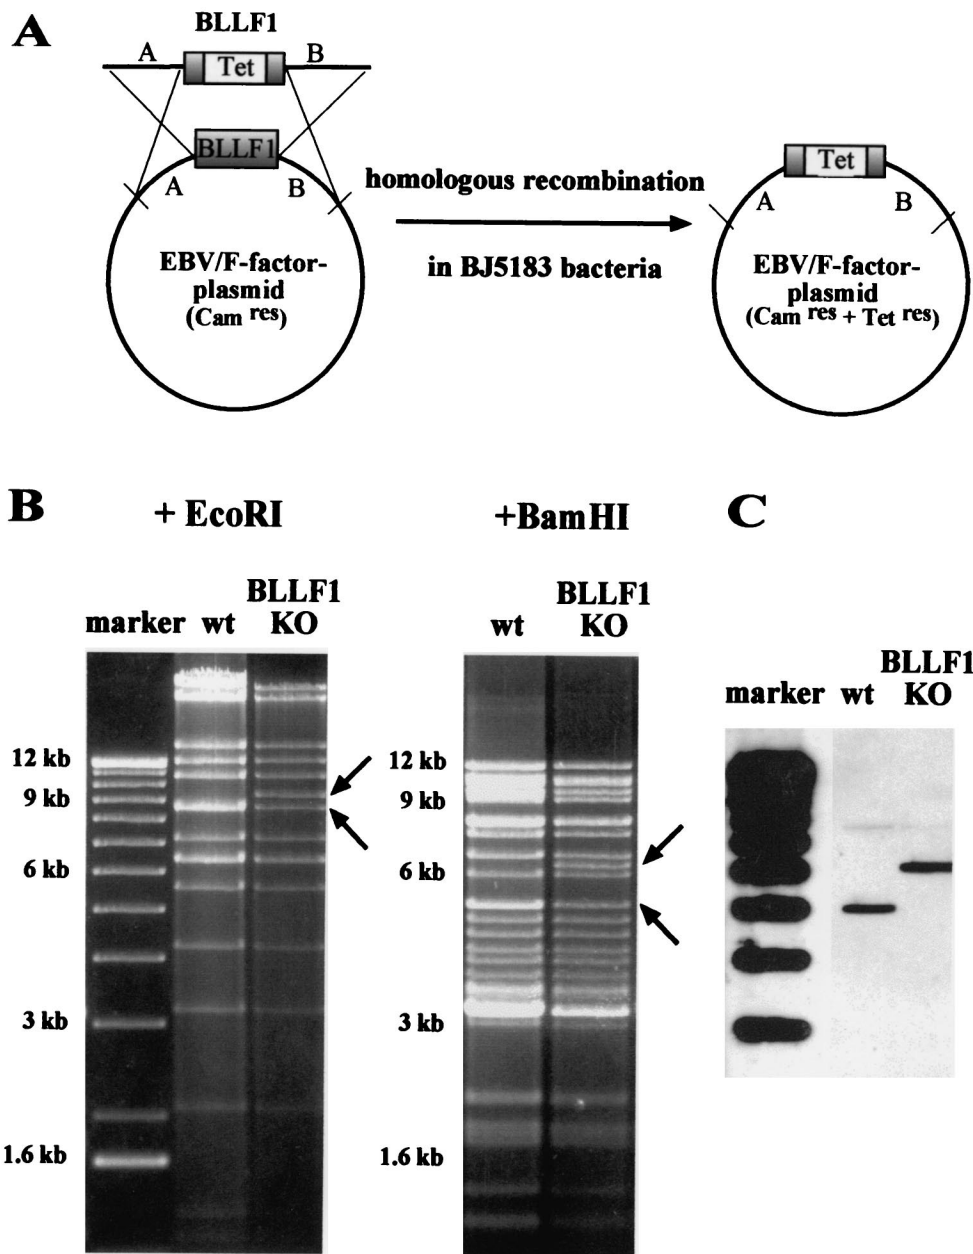 A
BLLF1
A
B
Tet
BLLF1
A
B
EBV/F-factor-
plasmid
(Cam res)
homologous recombination
in BJ5183 bacteria
Tet
A
B
EBV/F-factor-
plasmid
(Cam res + Tet res)
B
+ EcoRI
marker
wt
BLLF1
KO
12 kb
9 kb
6 kb
3 kb
1.6 kb
+BamHI
wt
BLLF1
KO
12 kb
9 kb
6 kb
3 kb
1.6 kb
C
marker
wt
BLLF1
KO